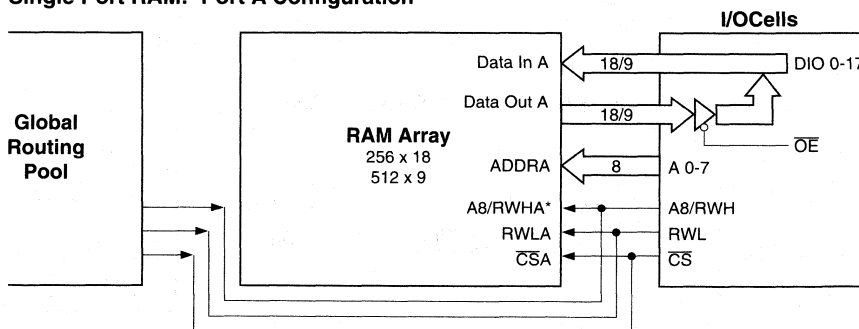 Single Port RAM: Port A Configuration
I/OCells
Data In A
18/9
DIO 0-17
Data Out A
18/9
Global
Routing
Pool
RAM Array
256 x 18
512 x 9
OE
ADDRA
8
A 0-7
A8/RWHA*
A8/RWH
RWLA
RWL
CSA
CS